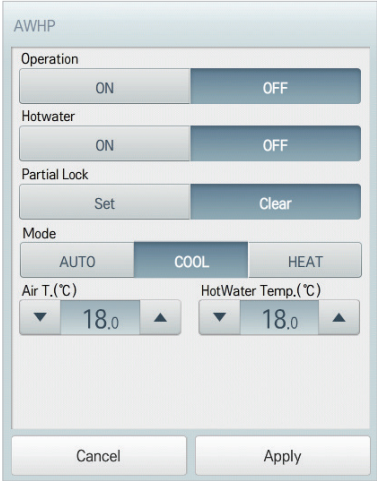 AWHP
Operation
ON OFF
Hotwater
ON OFF
Partial Lock
Set Clear
Mode
AUTO COOL HEAT
Air T.(℃) HotWater Temp.(℃)
▼ 18.0 ▲ ▼ 18.0 ▲
Cancel Apply